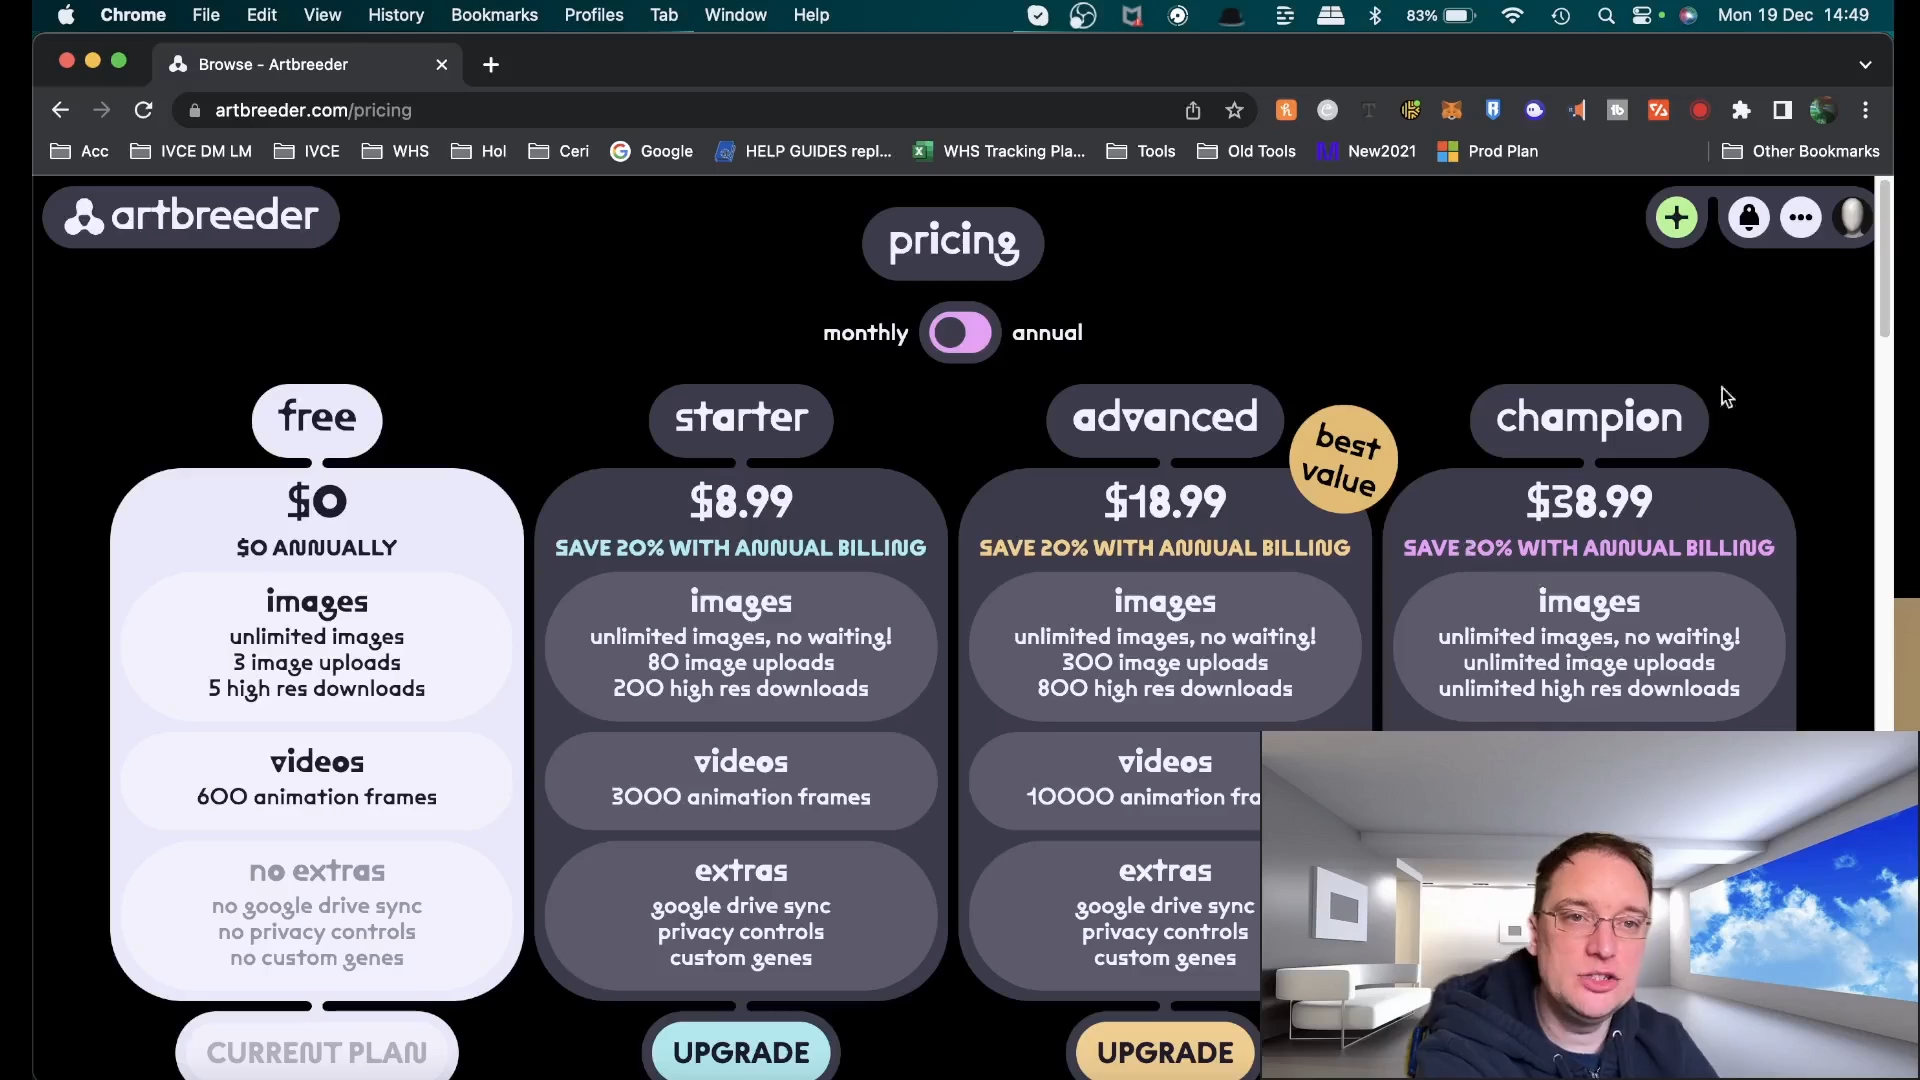 Chrome File Edit View History Bookmarks Profiles Tab Window Help 83% Mon 19 Dec 14:49
Browse - Artbreeder
artbreeder.com/pricing
Acc IVCE DM LM IVCE WHS Hol Ceri Google HELP GUIDES repl... WHS Tracking Pla... Tools Old Tools New2021 Prod Plan Other Bookmarks
artbreeder
pricing
monthly annual
free
$0
$0 ANNUALLY
images
unlimited images
3 image uploads
5 high res downloads
videos
600 animation frames
no extras
no google drive sync
no privacy controls
no custom genes
CURRENT PLAN
starter
$8.99
SAVE 20% WITH ANNUAL BILLING
images
unlimited images, no waiting!
80 image uploads
200 high res downloads
videos
3000 animation frames
extras
google drive sync
privacy controls
custom genes
UPGRADE
advanced
best
value
$18.99
SAVE 20% WITH ANNUAL BILLING
images
unlimited images, no waiting!
300 image uploads
800 high res downloads
videos
10000 animation fra
extras
google drive sync
privacy controls
custom genes
UPGRADE
champion
$38.99
SAVE 20% WITH ANNUAL BILLING
images
unlimited images, no waiting!
unlimited image uploads
unlimited high res downloads